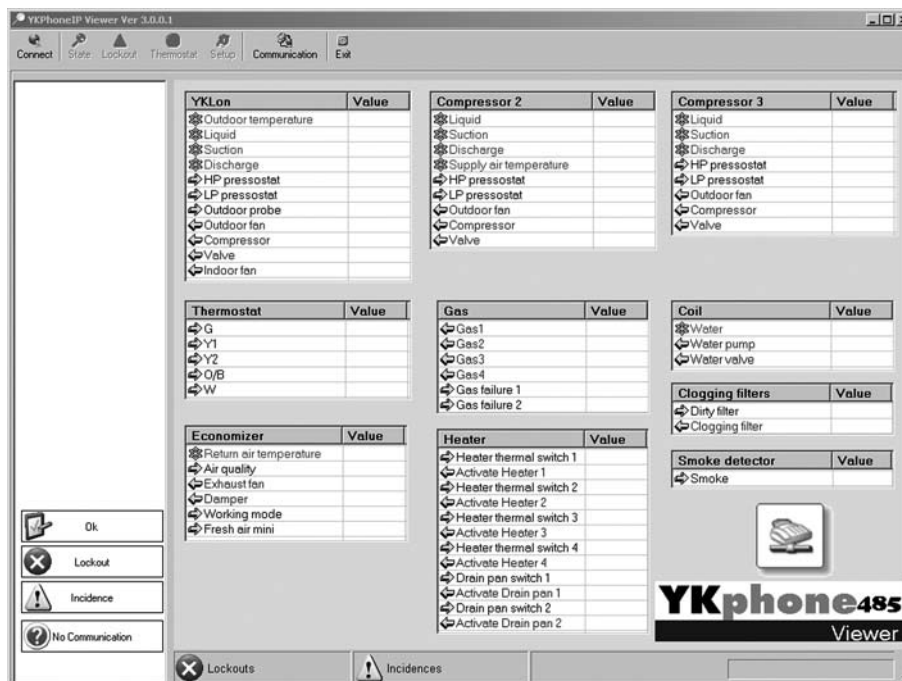 YKPhoneIP Viewer Ver 3.0.0.1
Connect State Lockout Thermostat Setup Communication Exit
YKLon Value
Outdoor temperature
Liquid
Suction
Discharge
HP pressostat
LP pressostat
Outdoor probe
Outdoor fan
Compressor
Valve
Indoor fan
Compressor 2 Value
Liquid
Suction
Discharge
Supply air temperature
HP pressostat
LP pressostat
Outdoor fan
Compressor
Valve
Compressor 3 Value
Liquid
Suction
Discharge
HP pressostat
LP pressostat
Outdoor fan
Compressor
Valve
Thermostat Value
G
Y1
Y2
O/B
W
Gas Value
Gas1
Gas2
Gas3
Gas4
Gas failure 1
Gas failure 2
Coil Value
Water
Water pump
Water valve
Clogging filters Value
Dirty filter
Clogging filter
Economizer Value
Return air temperature
Air quality
Exhaust fan
Damper
Working mode
Fresh air mini
Heater Value
Heater thermal switch 1
Activate Heater 1
Heater thermal switch 2
Activate Heater 2
Heater thermal switch 3
Activate Heater 3
Heater thermal switch 4
Activate Heater 4
Drain pan switch 1
Activate Drain pan 1
Drain pan switch 2
Activate Drain pan 2
Smoke detector Value
Smoke
Ok
Lockout
Incidence
No Communication
YKphone485
Viewer
Lockouts
Incidences